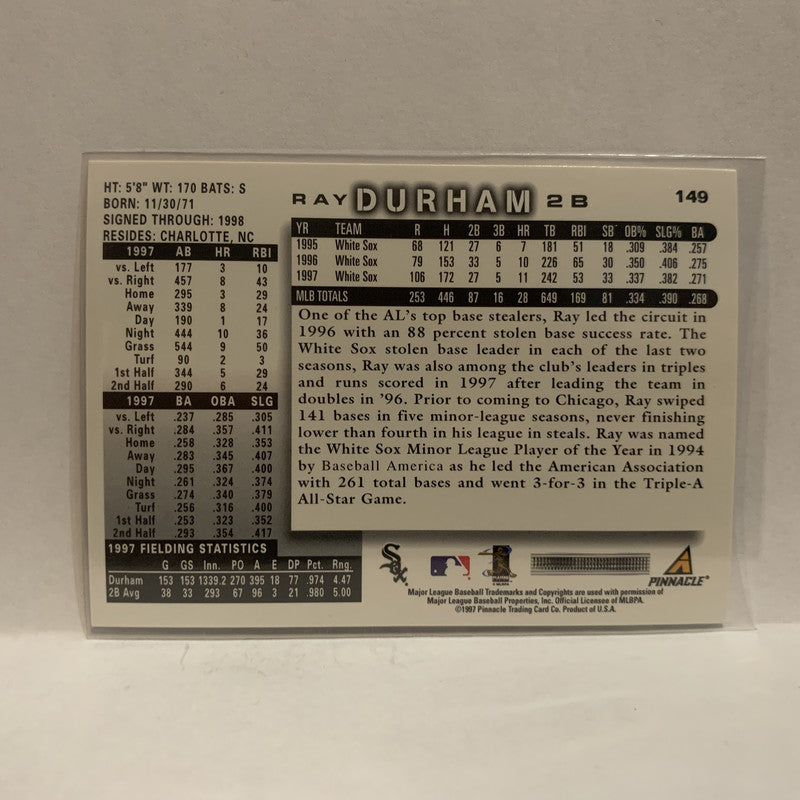 HT: 5'8" WT: 170 BATS: S
BORN: 11/30/71
SIGNED THROUGH: 1998
RESIDES: CHARLOTTE, NC
1997 AB HR RBI
vs. Left 177 3 10
vs. Right 457 8 43
Home 295 3 29
Away 339 8 24
Day 190 1 17
Night 444 10 36
Grass 544 9 50
Turf 90 2 3
1st Half 344 5 29
2nd Half 290 6 24
1997 BA OBA SLG
vs. Left .237 .285 .305
vs. Right .284 .357 .411
Home .258 .328 .353
Away .283 .345 .407
Day .295 .367 .400
Night .261 .324 .374
Grass .274 .340 .379
Turf .256 .316 .400
1st Half .253 .323 .352
2nd Half .293 .354 .417
1997 FIELDING STATISTICS
G GS Inn. PO A E DP Pct. Rng.
Durham 153 153 1339.2 270 395 18 77 .974 4.47
2B Avg 38 33 293 67 96 3 21 .980 5.00
RAY DURHAM 2B 149
YR TEAM R H 2B 3B HR TB RBI SB OB% SLG% BA
1995 White Sox 68 121 27 6 7 181 51 18 .309 .384 .257
1996 White Sox 79 153 33 5 10 226 65 30 .350 .406 .275
1997 White Sox 106 172 27 5 11 242 53 33 .337 .382 .271
MLB TOTALS 253 446 87 16 28 649 169 81 .334 .390 .268
One of the AL's top base stealers, Ray led the circuit in
1996 with an 88 percent stolen base success rate. The
White Sox stolen base leader in each of the last two
seasons, Ray was also among the club's leaders in triples
and runs scored in 1997 after leading the team in
doubles in '96. Prior to coming to Chicago, Ray swiped
141 bases in five minor-league seasons, never finishing
lower than fourth in his league in steals. Ray was named
the White Sox Minor League Player of the Year in 1994
by Baseball America as he led the American Association
with 261 total bases and went 3-for-3 in the Triple-A
All-Star Game.
Sox
PINNACLE
Major League Baseball Trademarks and Copyrights are used with permission of
Major League Baseball Properties, Inc. Official Licensee of MLBPA.
©1997 Pinnacle Trading Card Co. Product of U.S.A.